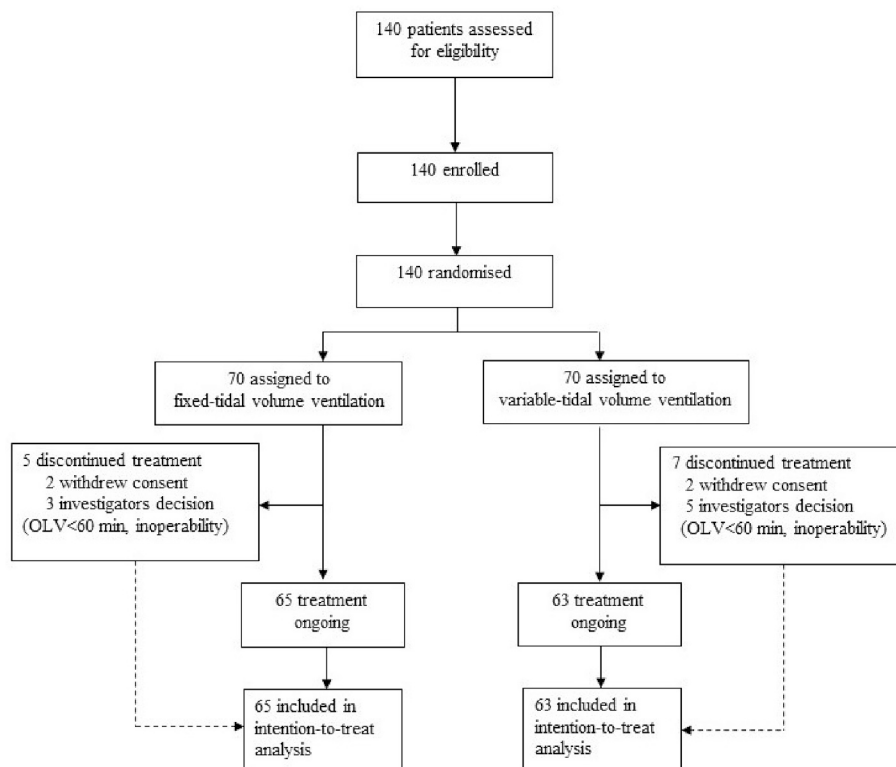 140 patients assessed
for eligibility
140 enrolled
140 randomised
70 assigned to
fixed-tidal volume ventilation
70 assigned to
variable-tidal volume ventilation
5 discontinued treatment
2 withdrew consent
3 investigators decision
(OLV<60 min, inoperability)
7 discontinued treatment
2 withdrew consent
5 investigators decision
(OLV<60 min, inoperability)
65 treatment
ongoing
63 treatment
ongoing
65 included in
intention-to-treat
analysis
63 included in
intention-to-treat
analysis